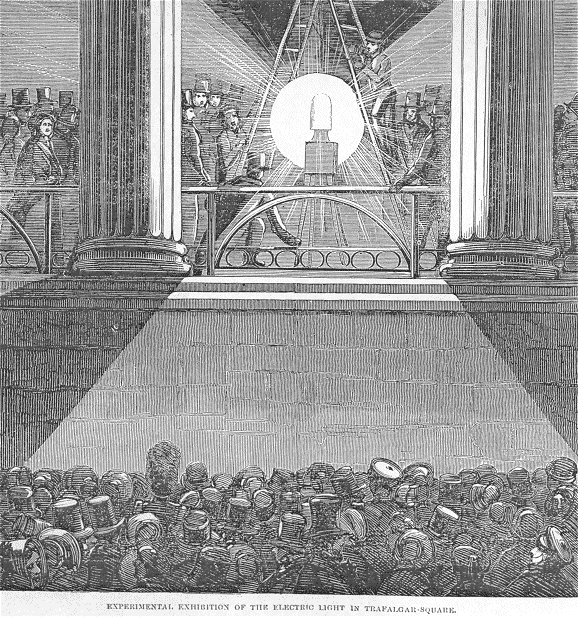 EXPERIMENTAL EXHIBITION OF THE ELECTRIC LIGHT IN TRAFALGAR-SQUARE.